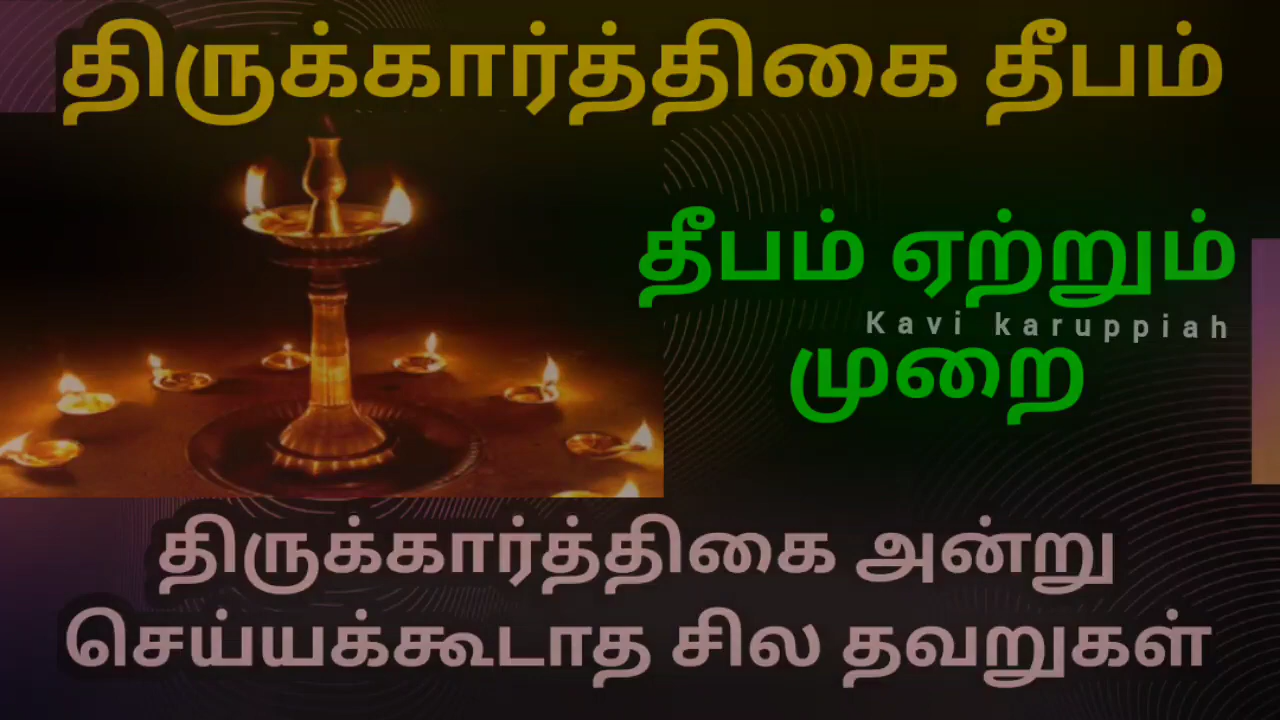 திருக்கார்த்திகை தீபம்
தீபம் ஏற்றும்
Kavi karuppiah
முறை
திருக்கார்த்திகை அன்று
செய்யக்கூடாத சில தவறுகள்